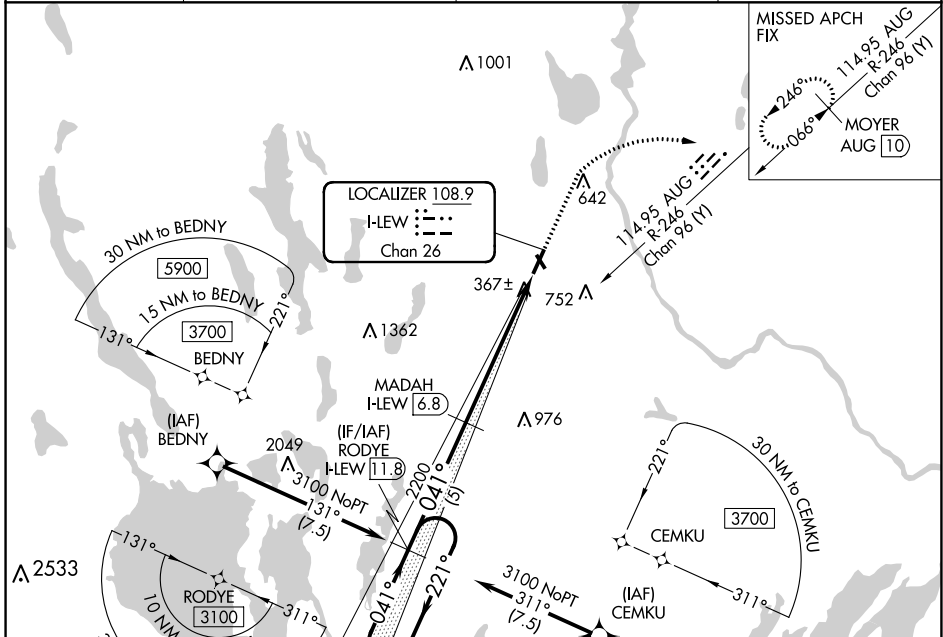 MISSED APCH
FIX
114.95 AUG
R-246
Chan 96 (Y)
246°
066°
MOYER
AUG 10
1001
LOCALIZER 108.9
I-LEW
Chan 26
642
114.95 AUG
R-246
Chan 96 (Y)
30 NM to BEDNY
5900
15 NM to BEDNY
3700
131°
221°
BEDNY
367±
752
1362
MADAH
I-LEW 6.8
976
(IAF)
BEDNY
2049
(IF/IAF)
RODYE
I-LEW 11.8
3100 NoPT
131°
(7.5)
2200
041°
(5)
30 NM to CEMKU
221°
3700
CEMKU
311°
2533
131°
RODYE
3100
311°
10 NM
041°
221°
3100 NoPT
311°
(7.5)
(IAF)
CEMKU